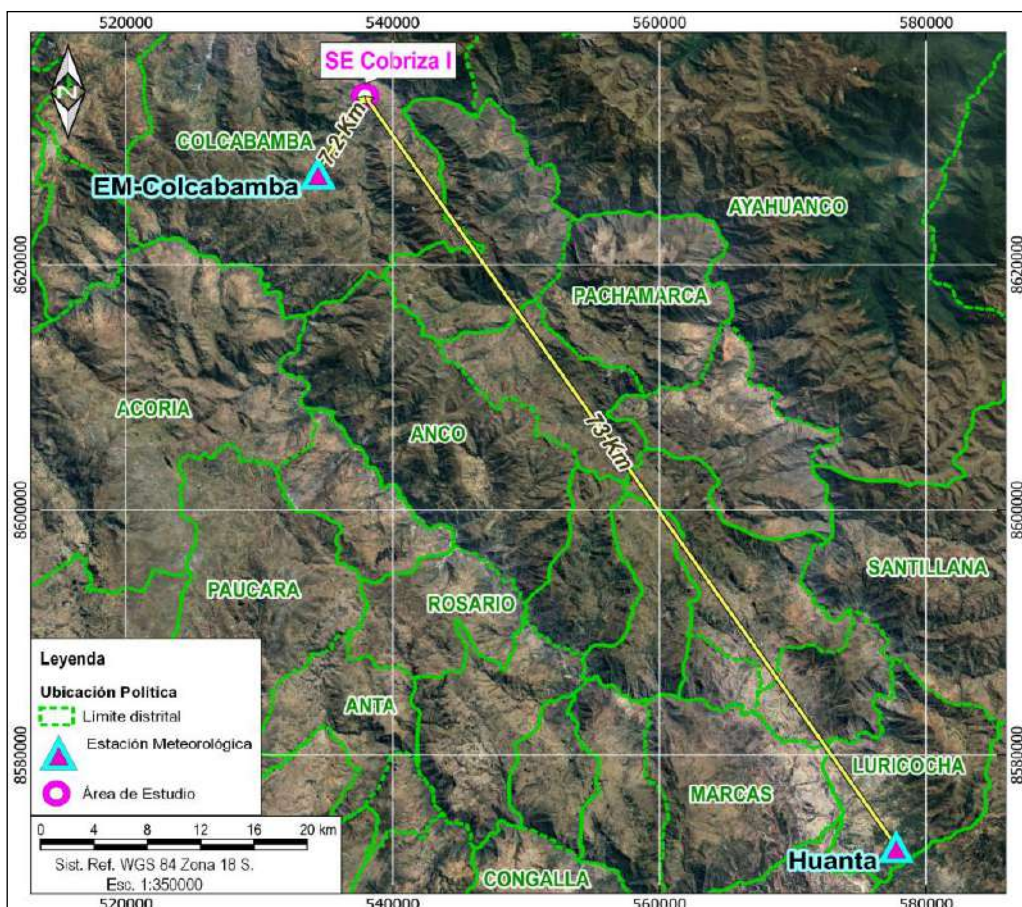 520000 540000 560000 580000
SE Cobriza I
N
7.2-Km
COLCABAMBA
EM-Colcabamba
AYAHUANCO
8620000 8620000
PACHAMARCA
ACORIA
ANCO
73-Km
8600000 8600000
SANTILLANA
PAUCARA
ROSARIO
Leyenda
Ubicación Política
Límite distrital
Estación Meteorológica
Área de Estudio
ANTA
8580000
LURICOCHA
MARCAS
0 4 8 12 16 20 km
Huanta
Sist. Ref. WGS 84 Zona 18 S.
Esc. 1:350000
CONGALLA
520000 540000 560000 580000